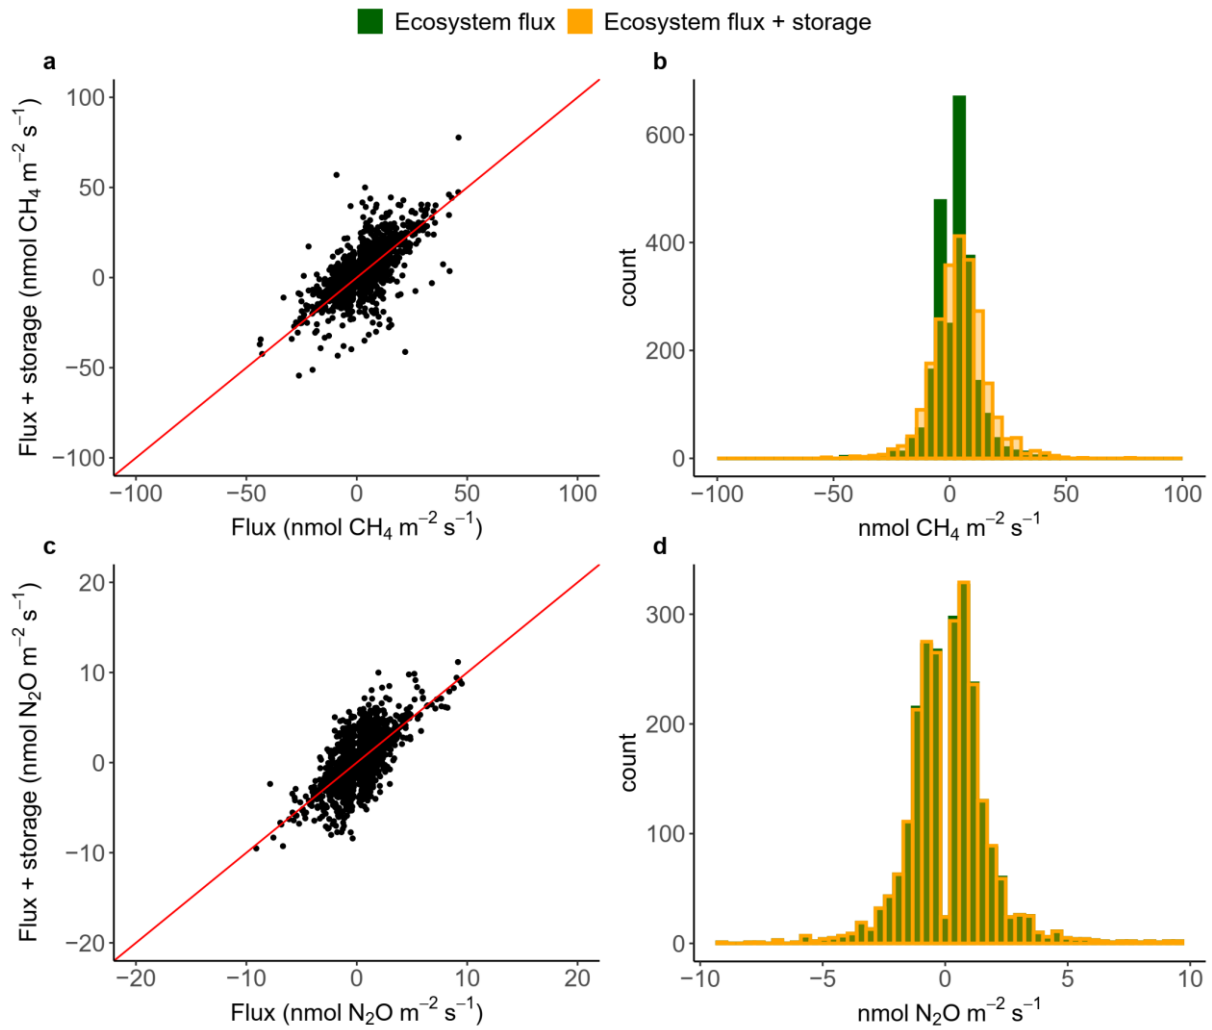 Ecosystem flux Ecosystem flux + storage
a
100
50
0
−50
−100
Flux + storage (nmol CH₄ m⁻² s⁻¹)
−100 −50 0 50 100
Flux (nmol CH₄ m⁻² s⁻¹)
b
600
400
200
0
count
−100 −50 0 50 100
nmol CH₄ m⁻² s⁻¹
c
20
10
0
−10
−20
Flux + storage (nmol N₂O m⁻² s⁻¹)
−20 −10 0 10 20
Flux (nmol N₂O m⁻² s⁻¹)
d
300
200
100
0
count
−10 −5 0 5 10
nmol N₂O m⁻² s⁻¹